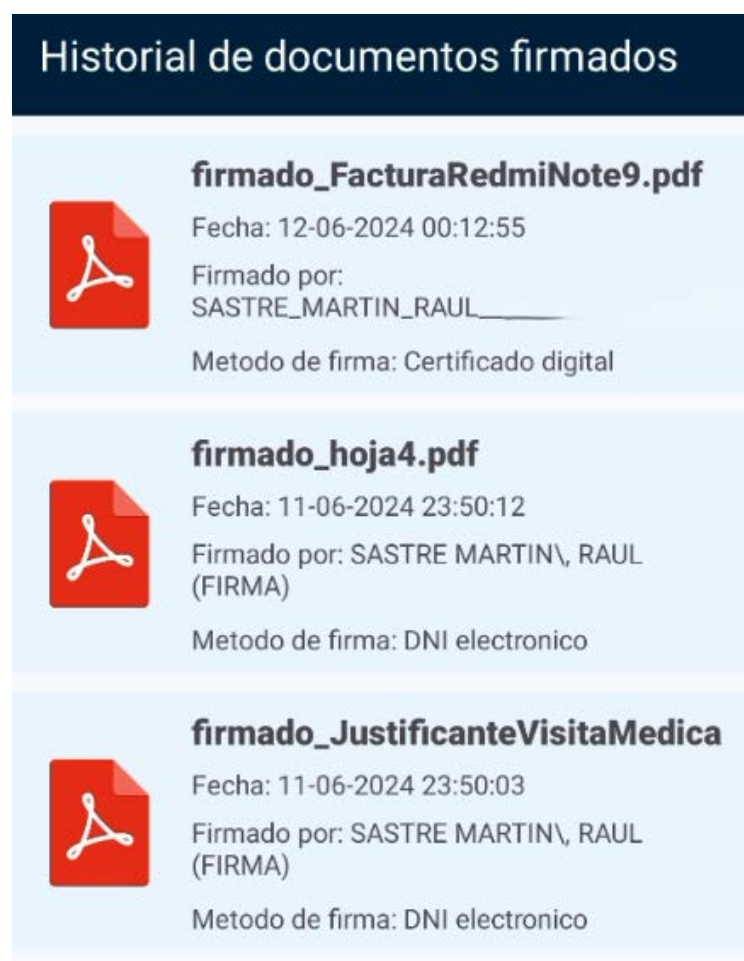 Historial de documentos firmados
firmado_FacturaRedmiNote9.pdf
Fecha: 12-06-2024 00:12:55
Firmado por:
SASTRE_MARTIN_RAUL_
Metodo de firma: Certificado digital
firmado_hoja4.pdf
Fecha: 11-06-2024 23:50:12
Firmado por: SASTRE MARTIN\, RAUL
(FIRMA)
Metodo de firma: DNI electronico
firmado_JustificanteVisitaMedica
Fecha: 11-06-2024 23:50:03
Firmado por: SASTRE MARTIN\, RAUL
(FIRMA)
Metodo de firma: DNI electronico